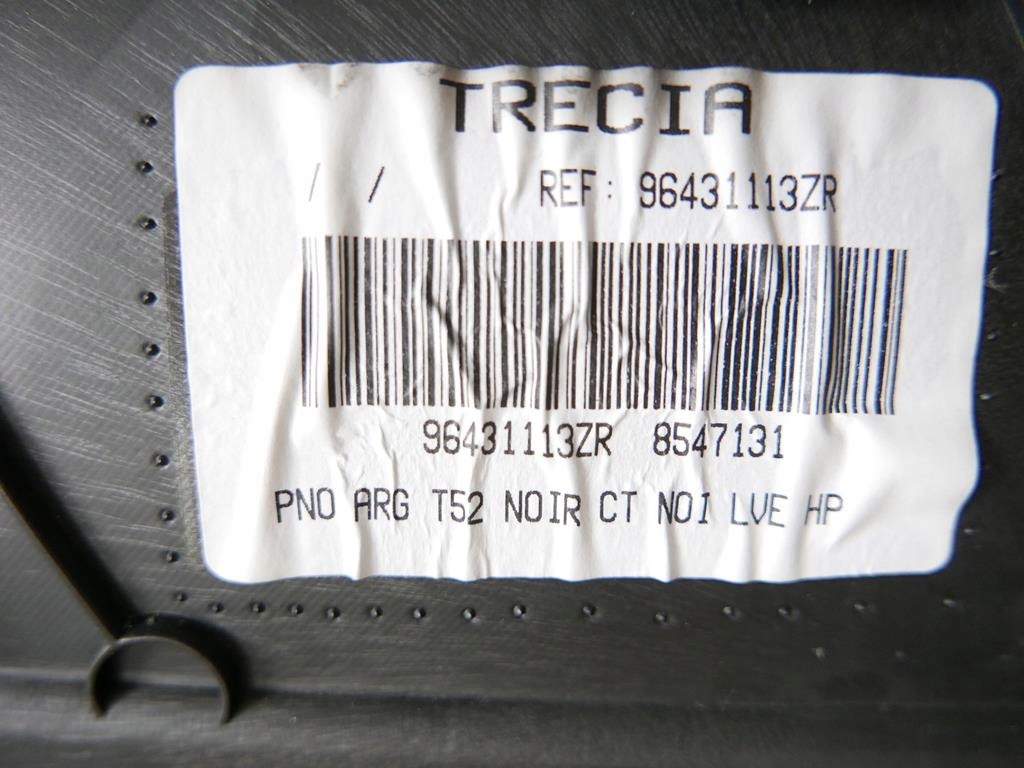 TRECIA
/ / REF: 96431113ZR
96431113ZR 8547131
PNO ARG T52 NOIR CT NOI LVE HP